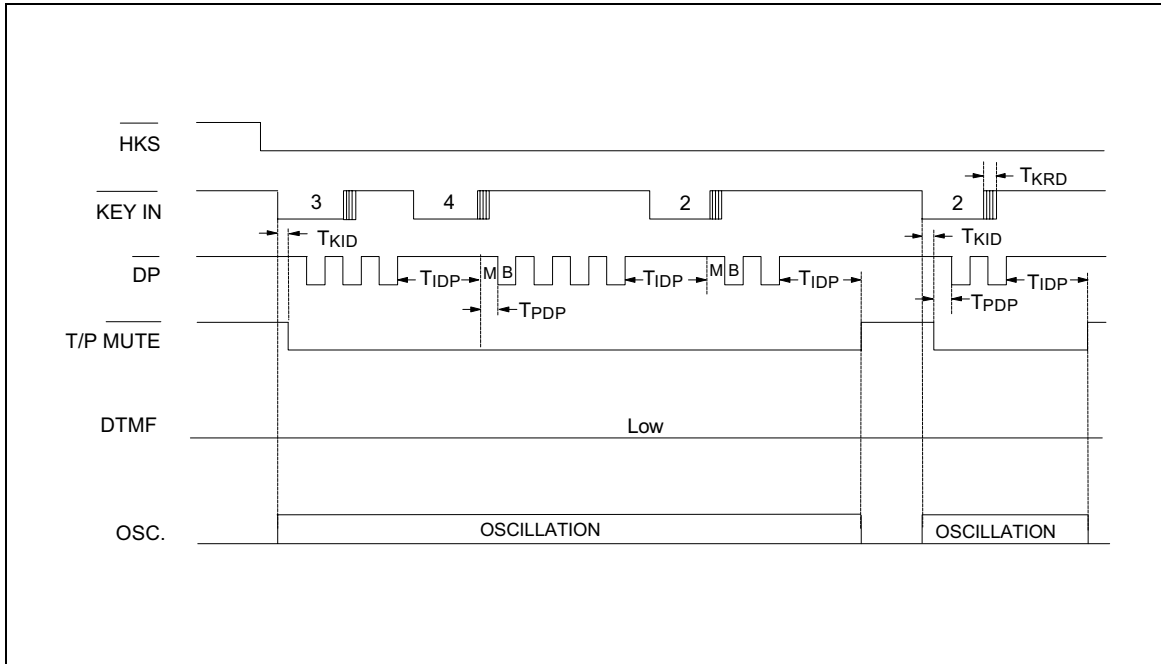 HKS
KEY IN 3 4 2 2 TKRD
TKID TKID
DP TIDP M B TIDP M B TIDP TIDP
TPDP TPDP
T/P MUTE
DTMF Low
OSC. OSCILLATION OSCILLATION